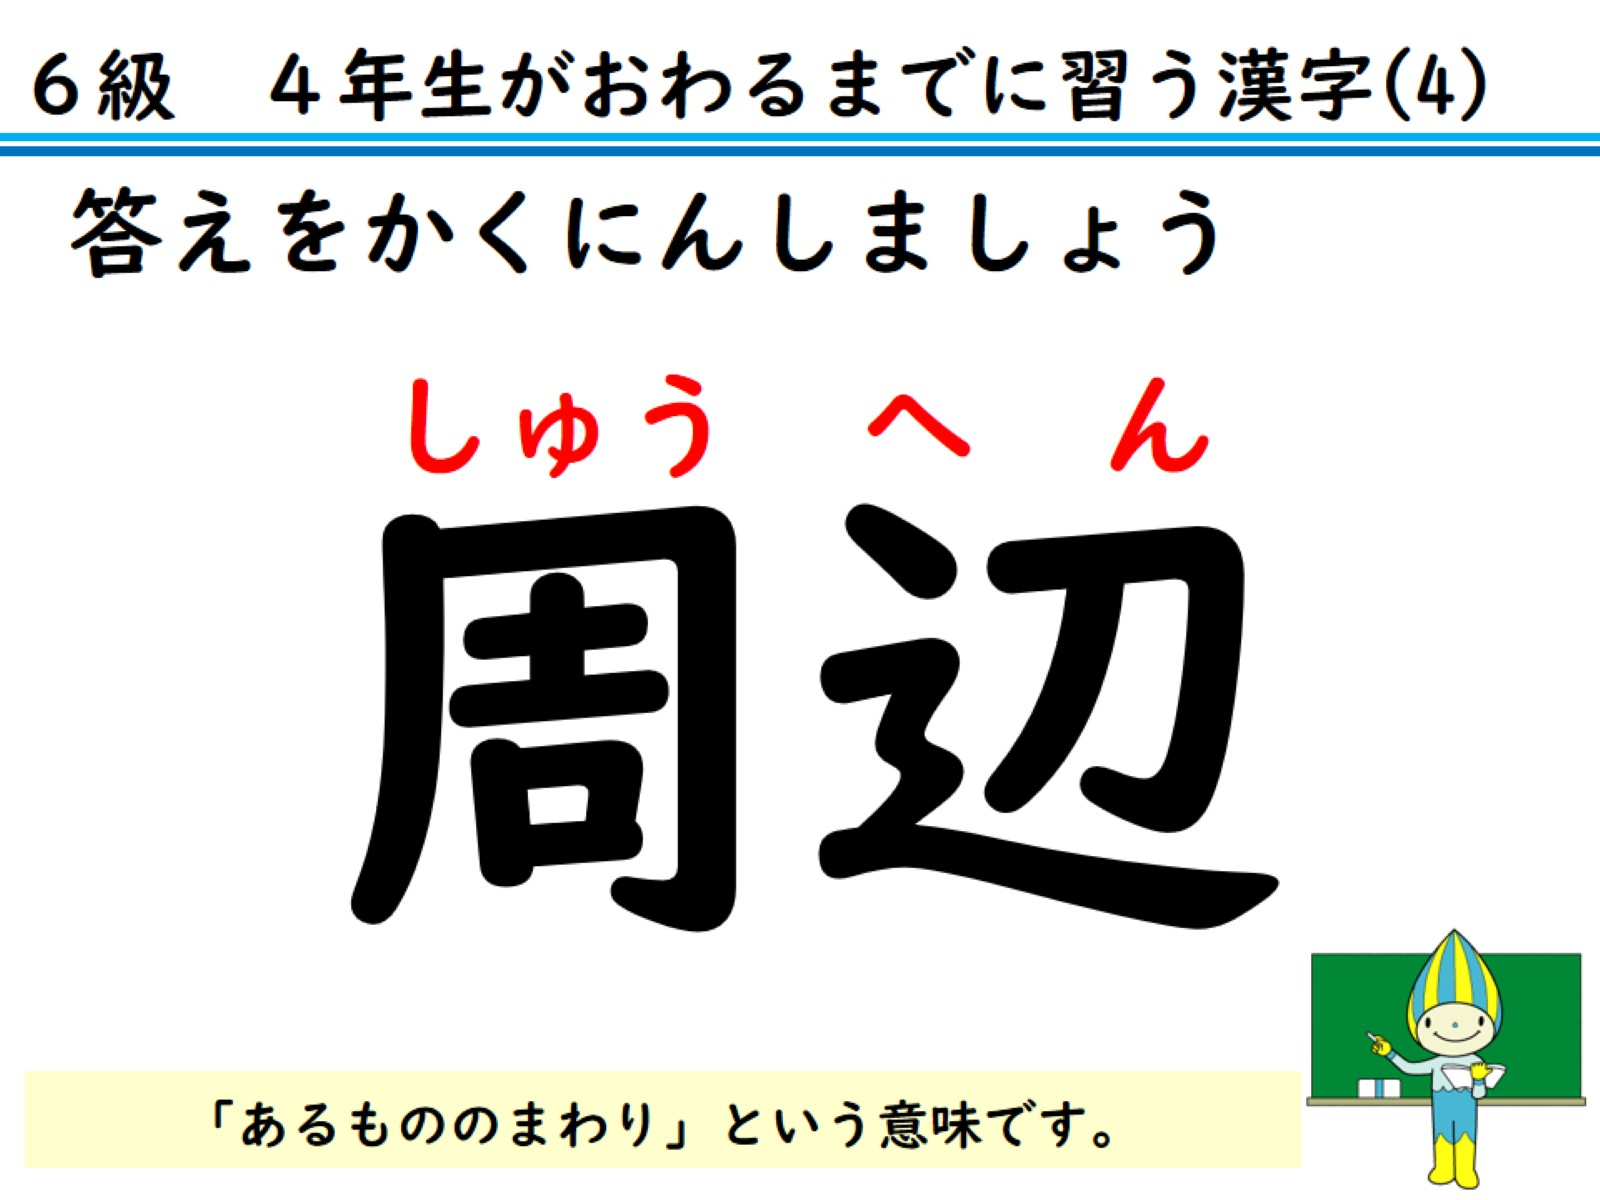 ６級　４年生がおわるまでに習う漢字(4)
答えをかくにんしましょう
しゅう　へ　ん
周辺
「あるもののまわり」という意味です。